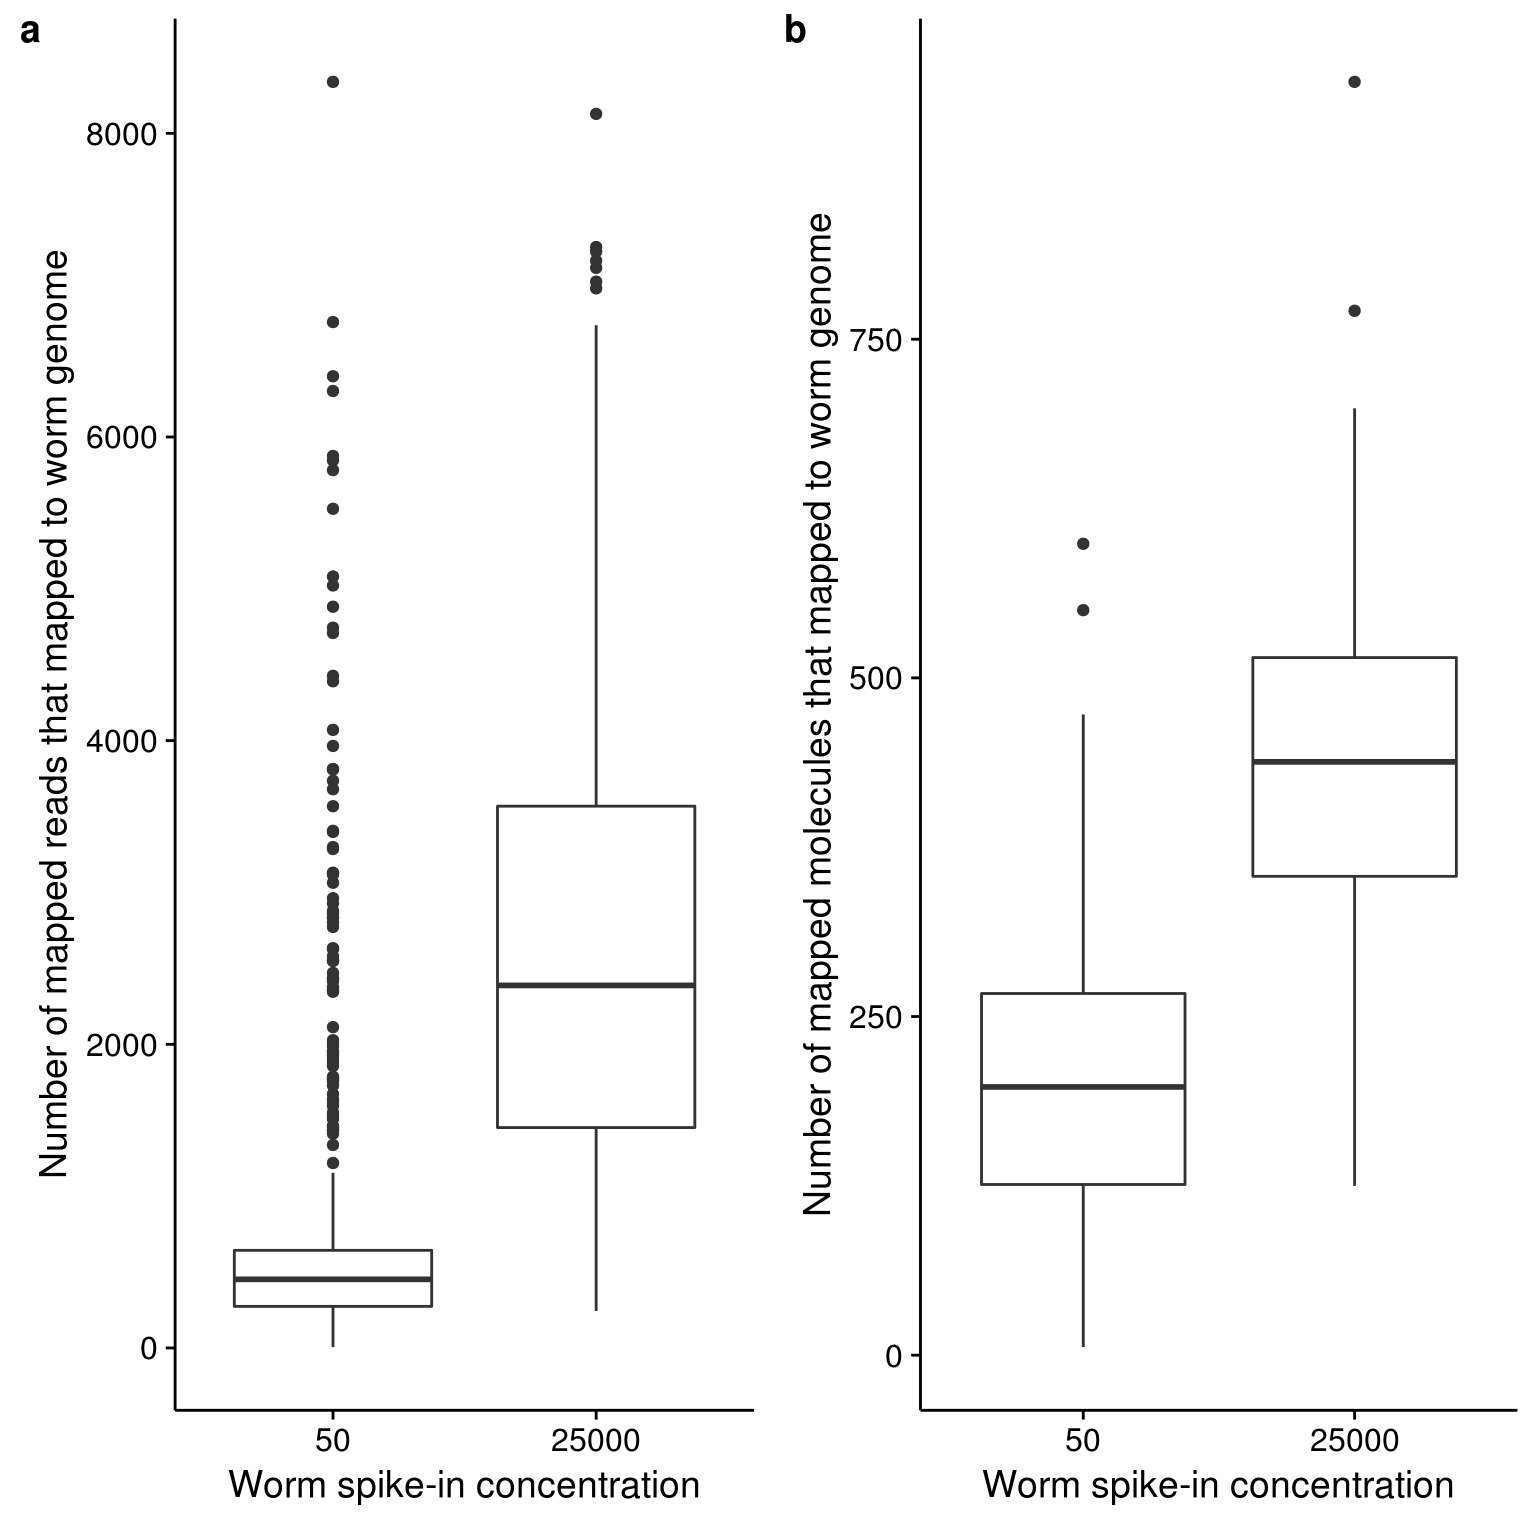 a
Number of mapped reads that mapped to worm genome
8000
6000
4000
2000
0
50
25000
Worm spike-in concentration
b
Number of mapped molecules that mapped to worm genome
750
500
250
0
50
25000
Worm spike-in concentration